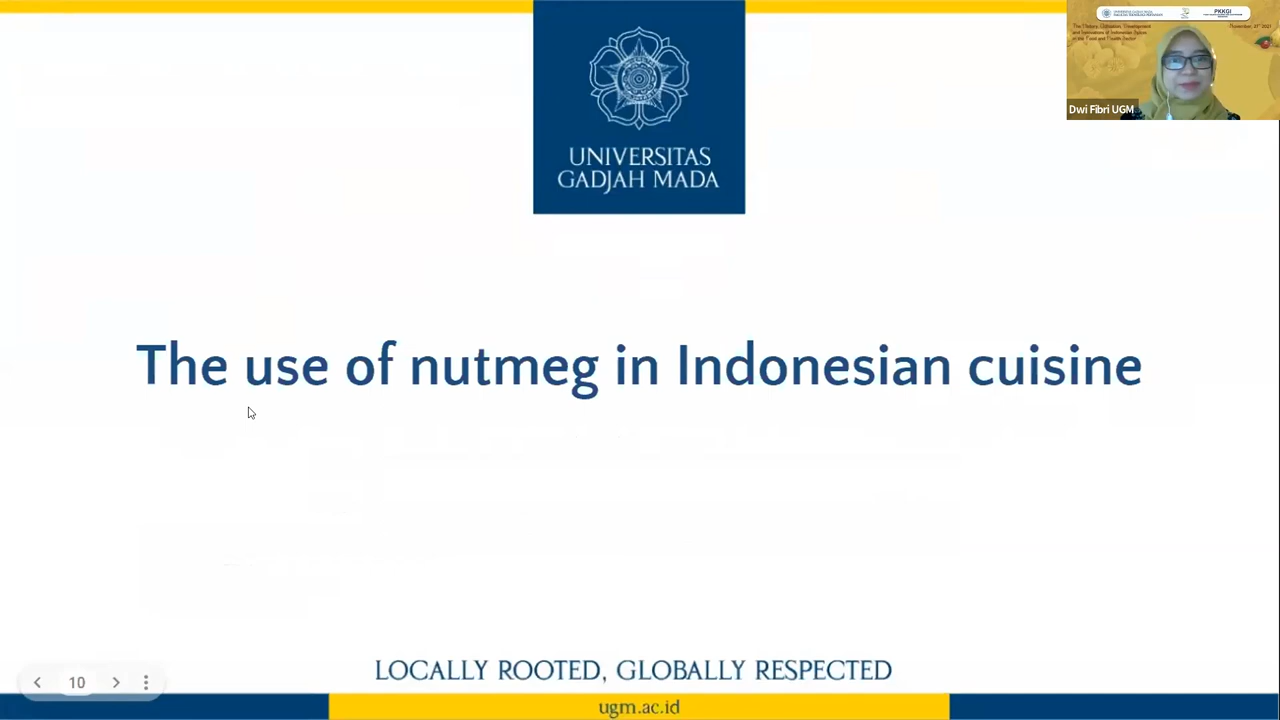 UNIVERSITAS
GADJAH MADA
PKKGI
Dwi Fibri UGM
The use of nutmeg in Indonesian cuisine
LOCALLY ROOTED, GLOBALLY RESPECTED
10
ugm.ac.id